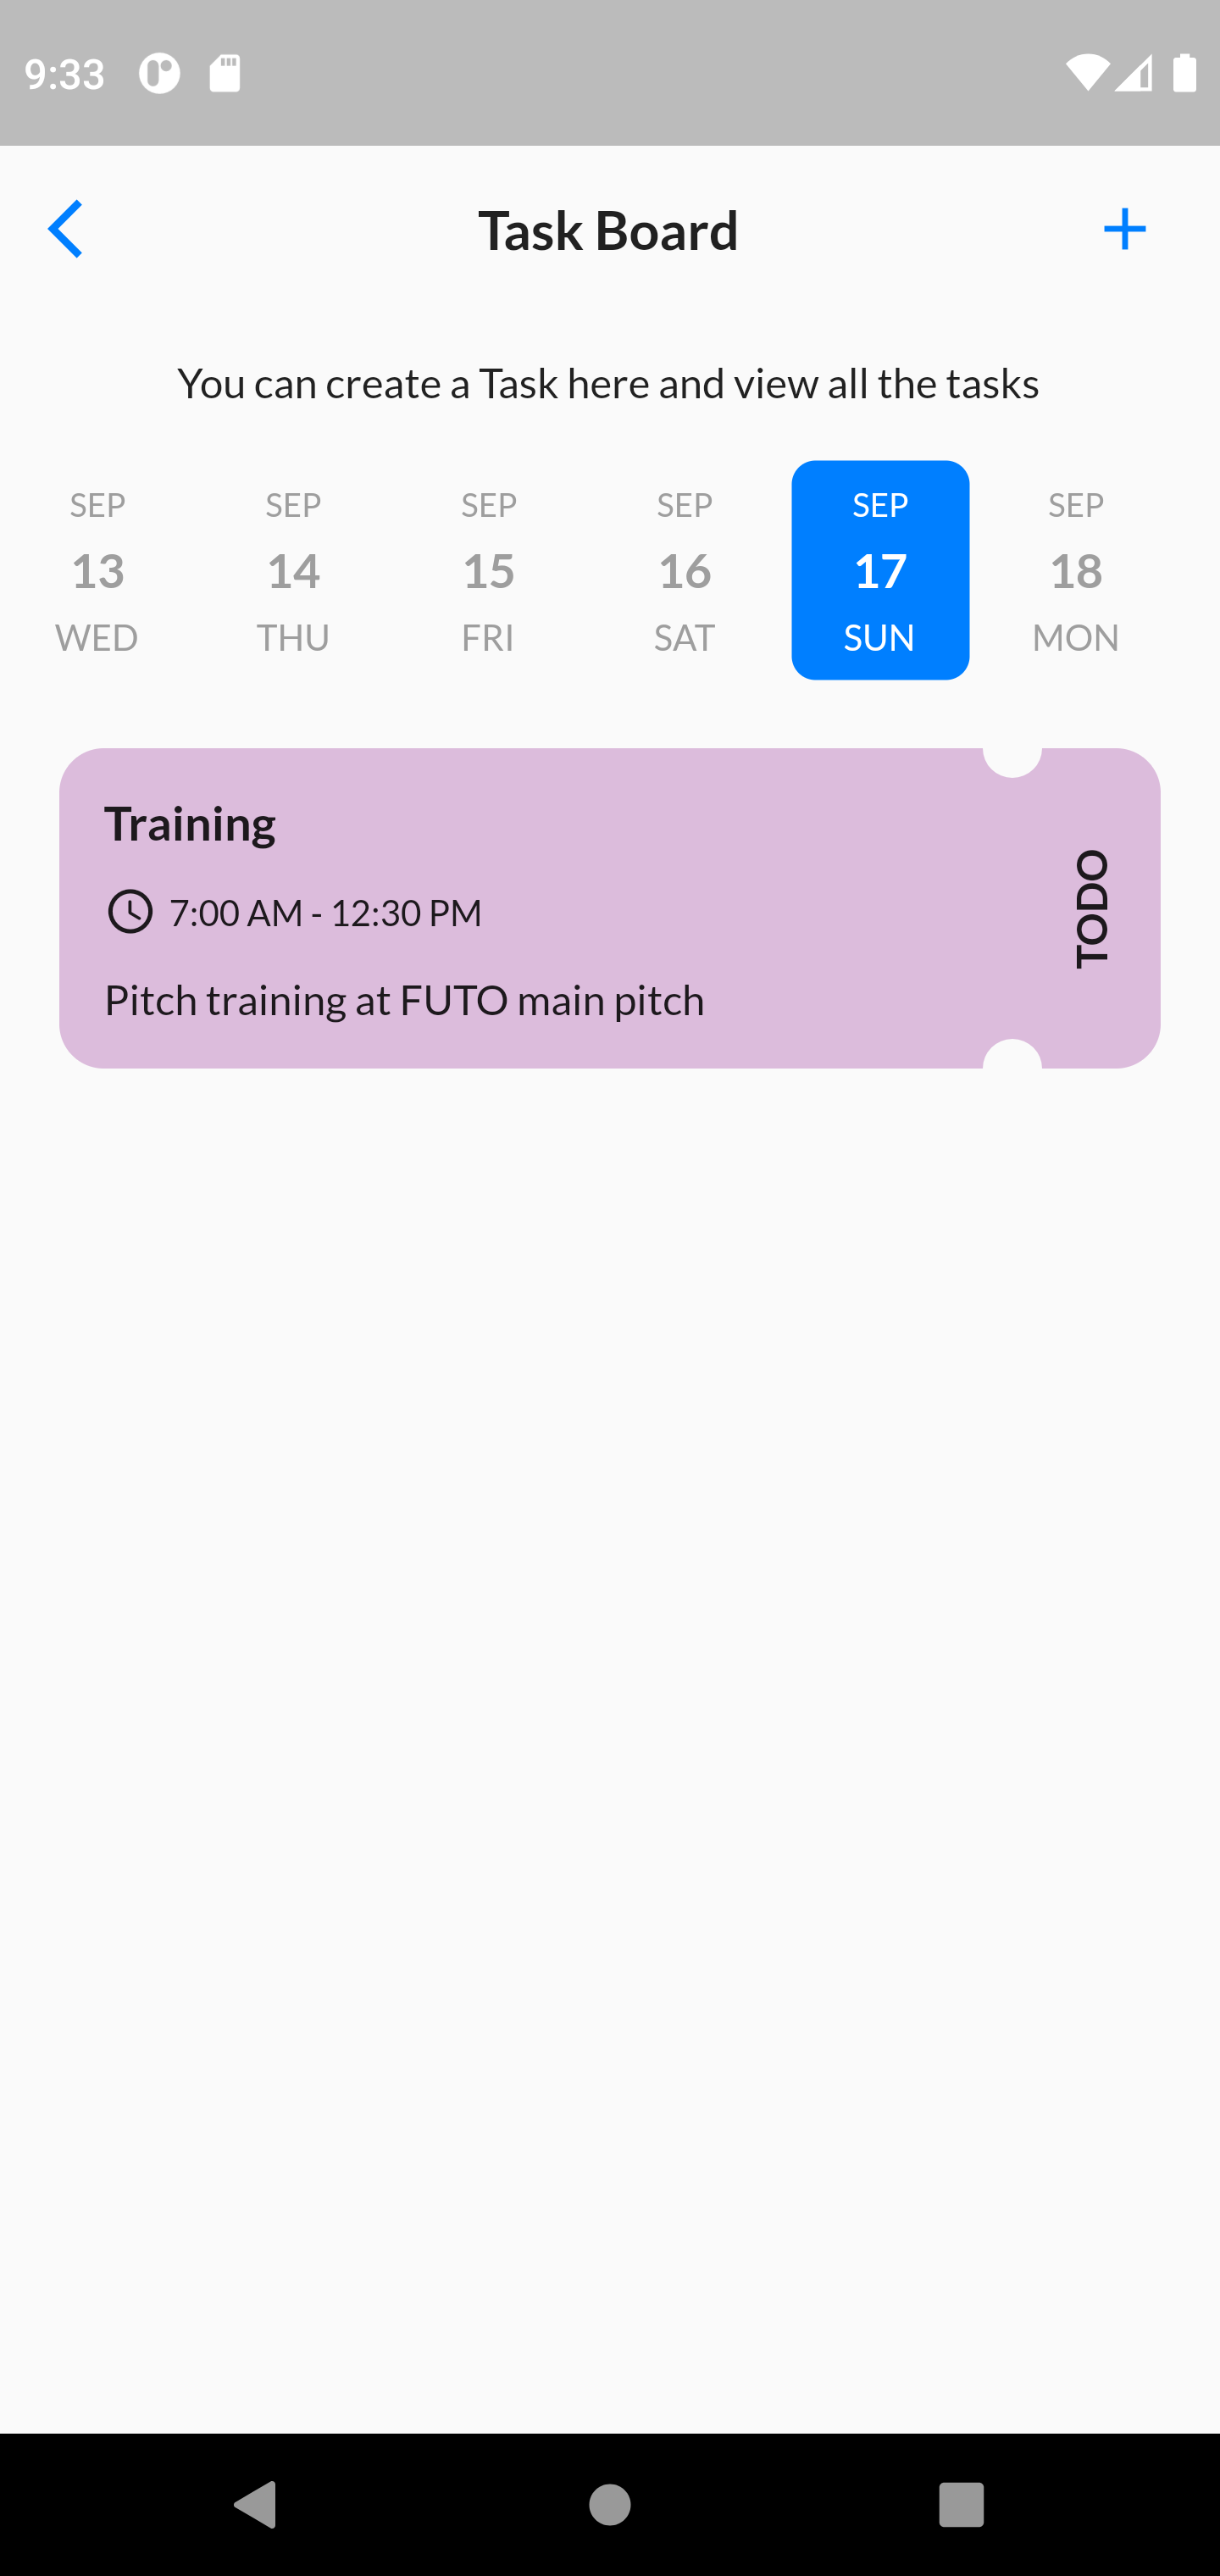 9:33
Task Board
You can create a Task here and view all the tasks
SEP SEP SEP SEP SEP SEP
13 14 15 16 17 18
WED THU FRI SAT SUN MON
Training
7:00 AM - 12:30 PM
Pitch training at FUTO main pitch
TODO